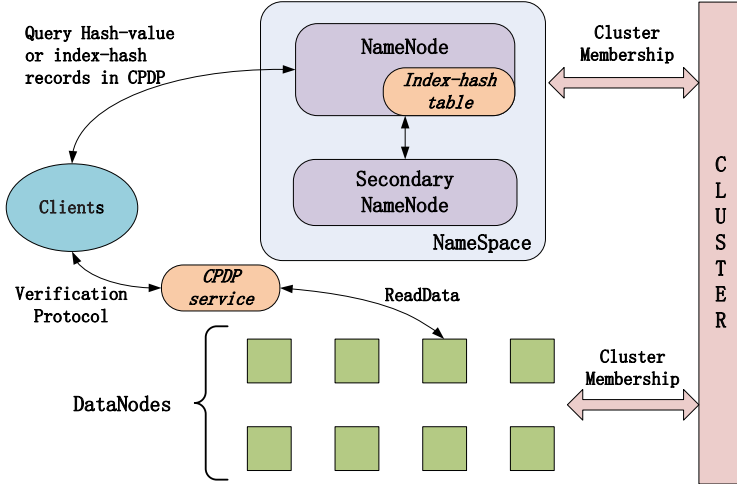 Query Hash-value
or index-hash
records in CPDP
NameNode
Index-hash
table
Secondary
NameNode
NameSpace
Cluster
Membership
Clients
CPDP
service
Verification
Protocol
ReadData
DataNodes
Cluster
Membership
CLUSTER